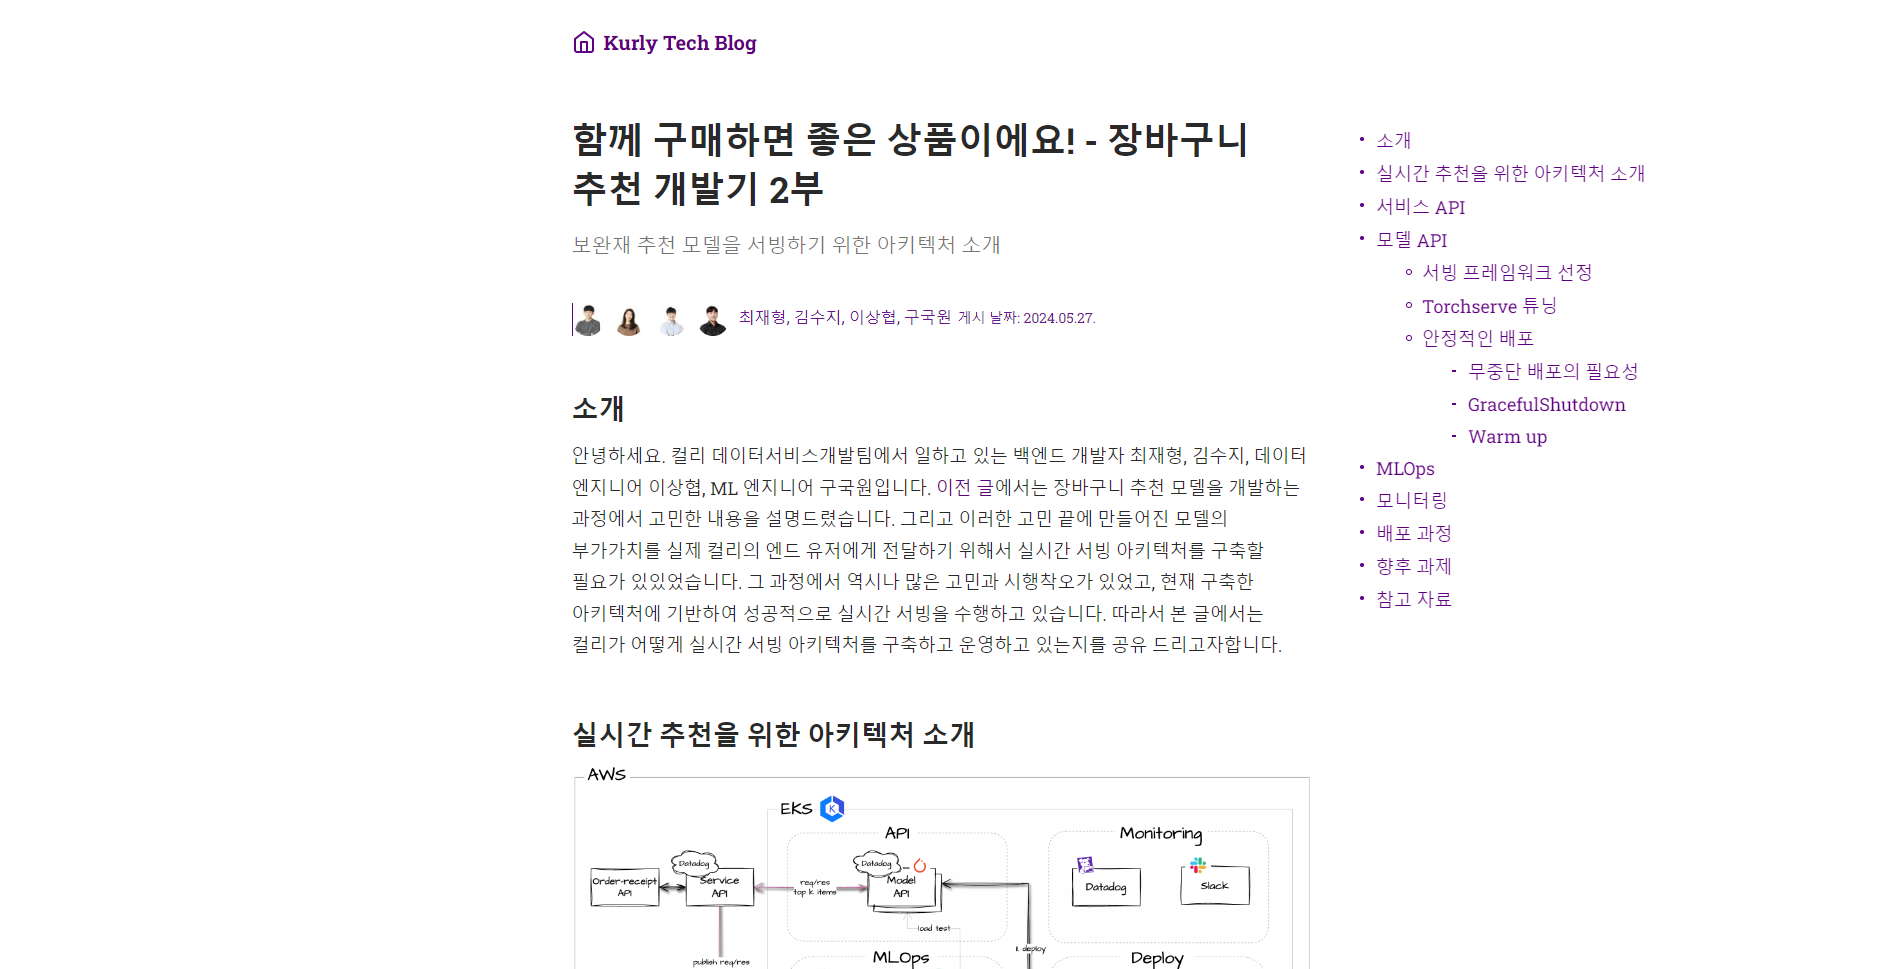 Kurly Tech Blog
함께 구매하면 좋은 상품이에요! - 장바구니
추천 개발기 2부
보완재 추천 모델을 서빙하기 위한 아키텍처 소개
최재형, 김수지, 이상협, 구국원 게시 날짜: 2024.05.27.
소개
안녕하세요. 컬리 데이터서비스개발팀에서 일하고 있는 백엔드 개발자 최재형, 김수지, 데이터
엔지니어 이상협, ML 엔지니어 구국원입니다. 이전 글에서는 장바구니 추천 모델을 개발하는
과정에서 고민한 내용을 설명드렸습니다. 그리고 이러한 고민 끝에 만들어진 모델의
부가가치를 실제 컬리의 엔드 유저에게 전달하기 위해서 실시간 서빙 아키텍처를 구축할
필요가 있있었습니다. 그 과정에서 역시나 많은 고민과 시행착오가 있었고, 현재 구축한
아키텍처에 기반하여 성공적으로 실시간 서빙을 수행하고 있습니다. 따라서 본 글에서는
컬리가 어떻게 실시간 서빙 아키텍처를 구축하고 운영하고 있는지를 공유 드리고자합니다.
실시간 추천을 위한 아키텍처 소개
AWS
EKS
API
Monitoring
Datadog
Order-receipt
API
Service
API
req/res
top k items
Datadog
Model
API
Datadog
Slack
load test
11. deploy
publish req/res
MLOps
Deploy
• 소개
• 실시간 추천을 위한 아키텍처 소개
• 서비스 API
• 모델 API
◦ 서빙 프레임워크 선정
◦ Torchserve 튜닝
◦ 안정적인 배포
- 무중단 배포의 필요성
- GracefulShutdown
- Warm up
• MLOps
• 모니터링
• 배포 과정
• 향후 과제
• 참고 자료